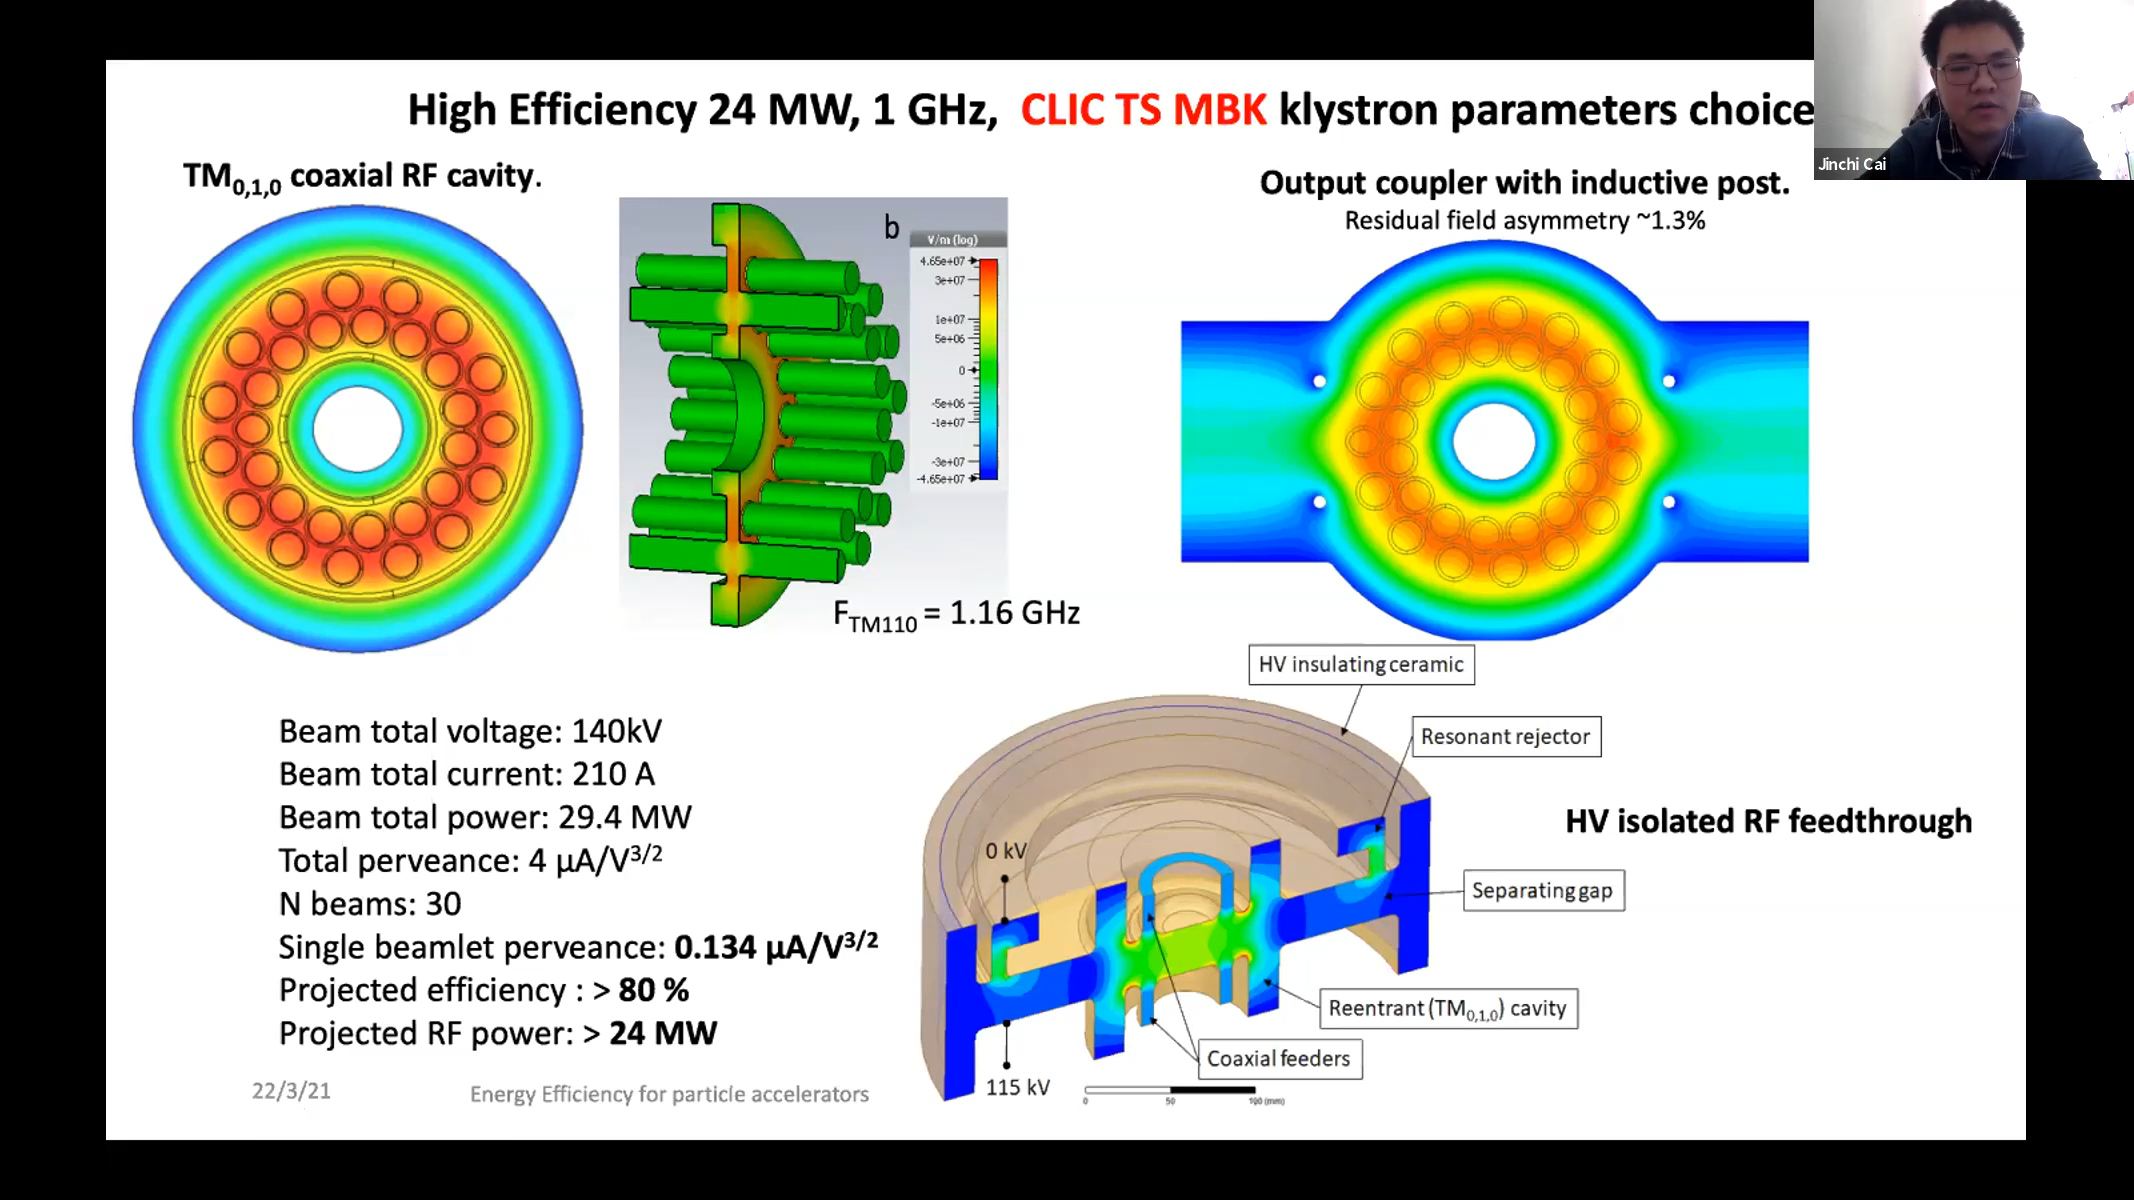 High Efficiency 24 MW, 1 GHz, CLIC TS MBK klystron parameters choice
Jinchi Cai
TM0,1,0 coaxial RF cavity.
b
V/m (log)
4.65e+07
3e+07
1e+07
5e+06
0
-5e+06
-1e+07
-3e+07
-4.65e+07
FTM110 = 1.16 GHz
Output coupler with inductive post.
Residual field asymmetry ~1.3%
Beam total voltage: 140kV
Beam total current: 210 A
Beam total power: 29.4 MW
Total perveance: 4 µA/V3/2
N beams: 30
Single beamlet perveance: 0.134 µA/V3/2
Projected efficiency : > 80 %
Projected RF power: > 24 MW
HV insulating ceramic
Resonant rejector
HV isolated RF feedthrough
0 kV
Separating gap
Reentrant (TM0,1,0) cavity
Coaxial feeders
115 kV
0 50 100 (mm)
22/3/21
Energy Efficiency for particle accelerators